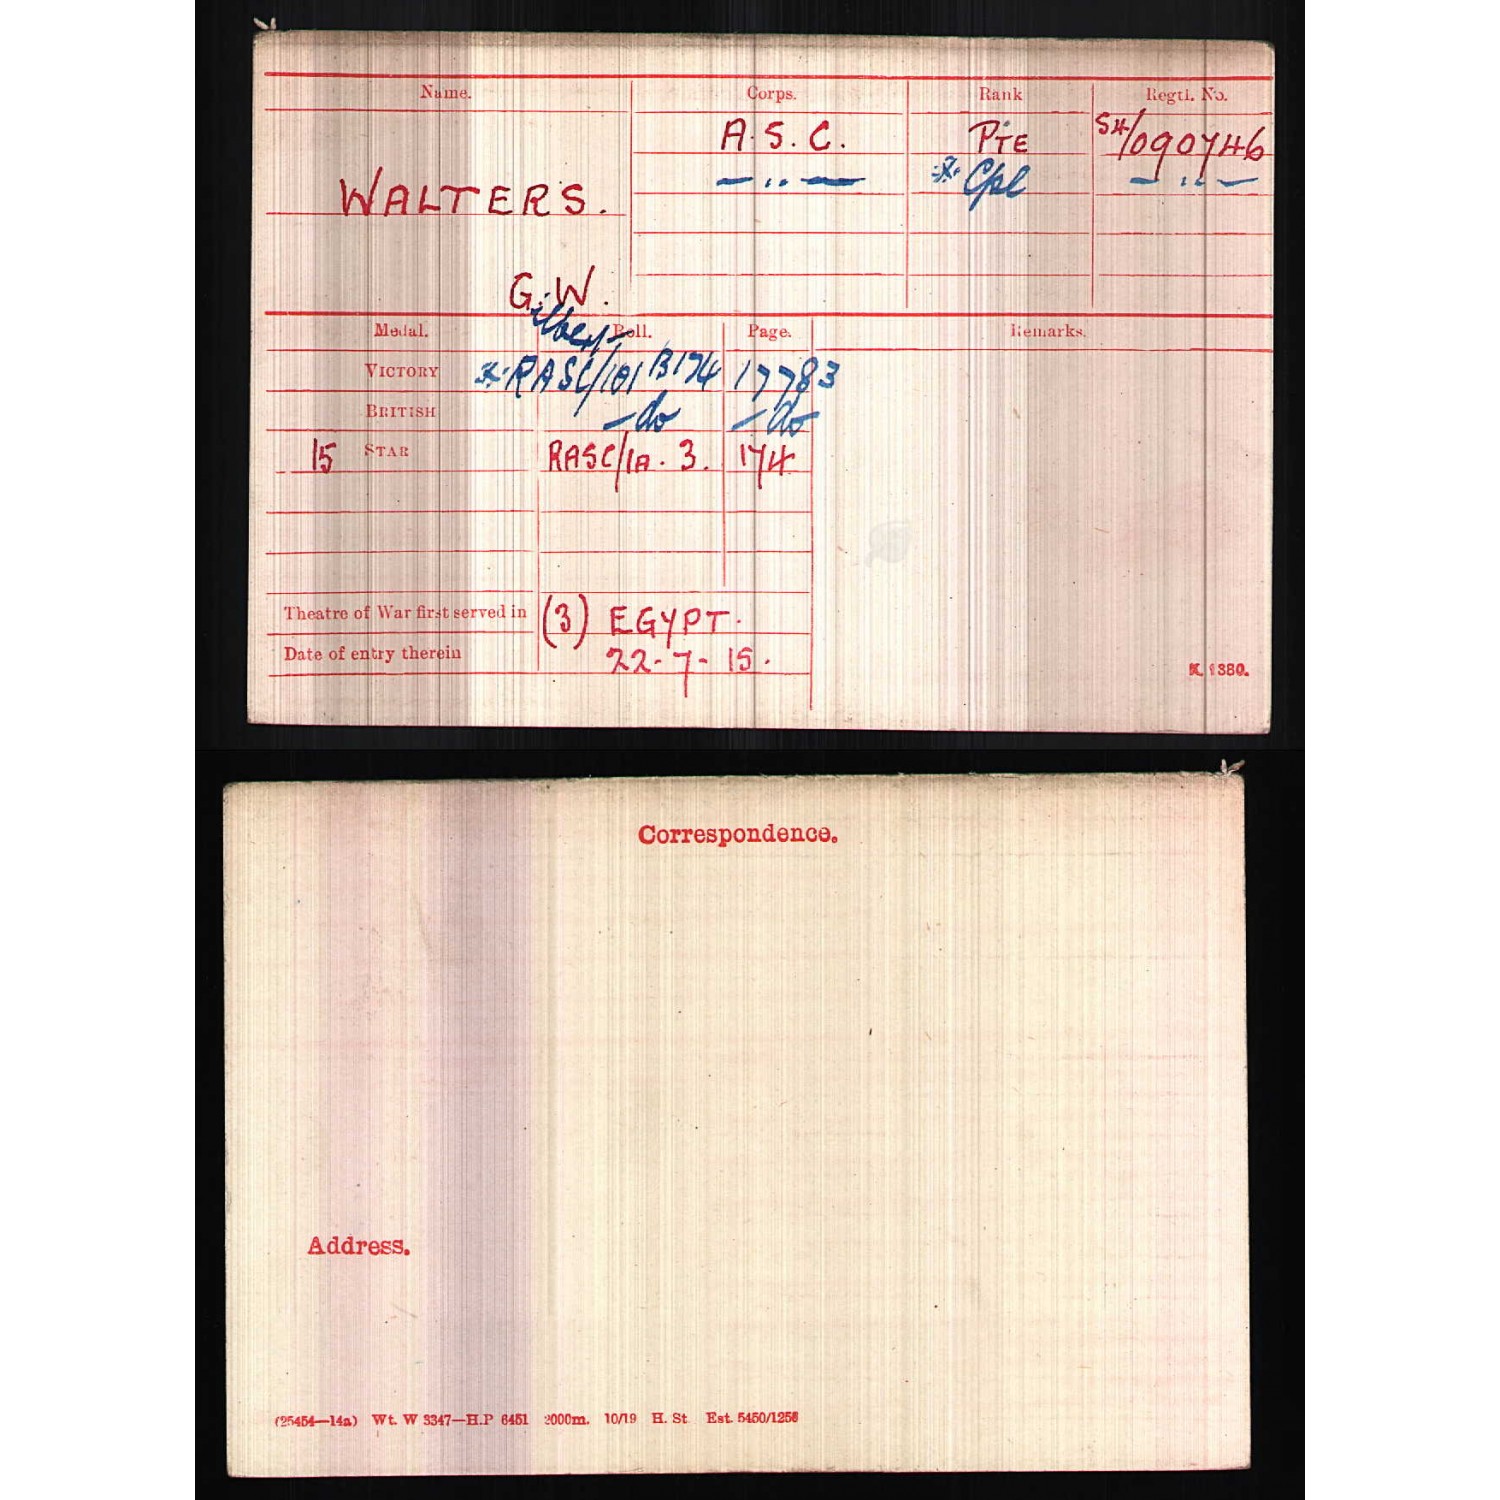 Name. Corps. Rank Regtl. No.
A.S.C. PTE S4/090746
WALTERS. — „ — * Cpl — „ —
G.W.
Gilbert
Medal. Roll. Page. Remarks.
VICTORY * RASC/101 B174 17783
BRITISH — do — do
15 STAR RASC/1A. 3. 174
Theatre of War first served in (3) EGYPT.
Date of entry therein 22-7-15.
K. 1380.
Correspondence.
Address.
(25454—14a) Wt. W 3347—H.P 6451 2000m. 10/19 H. St. Est. 5450/1256